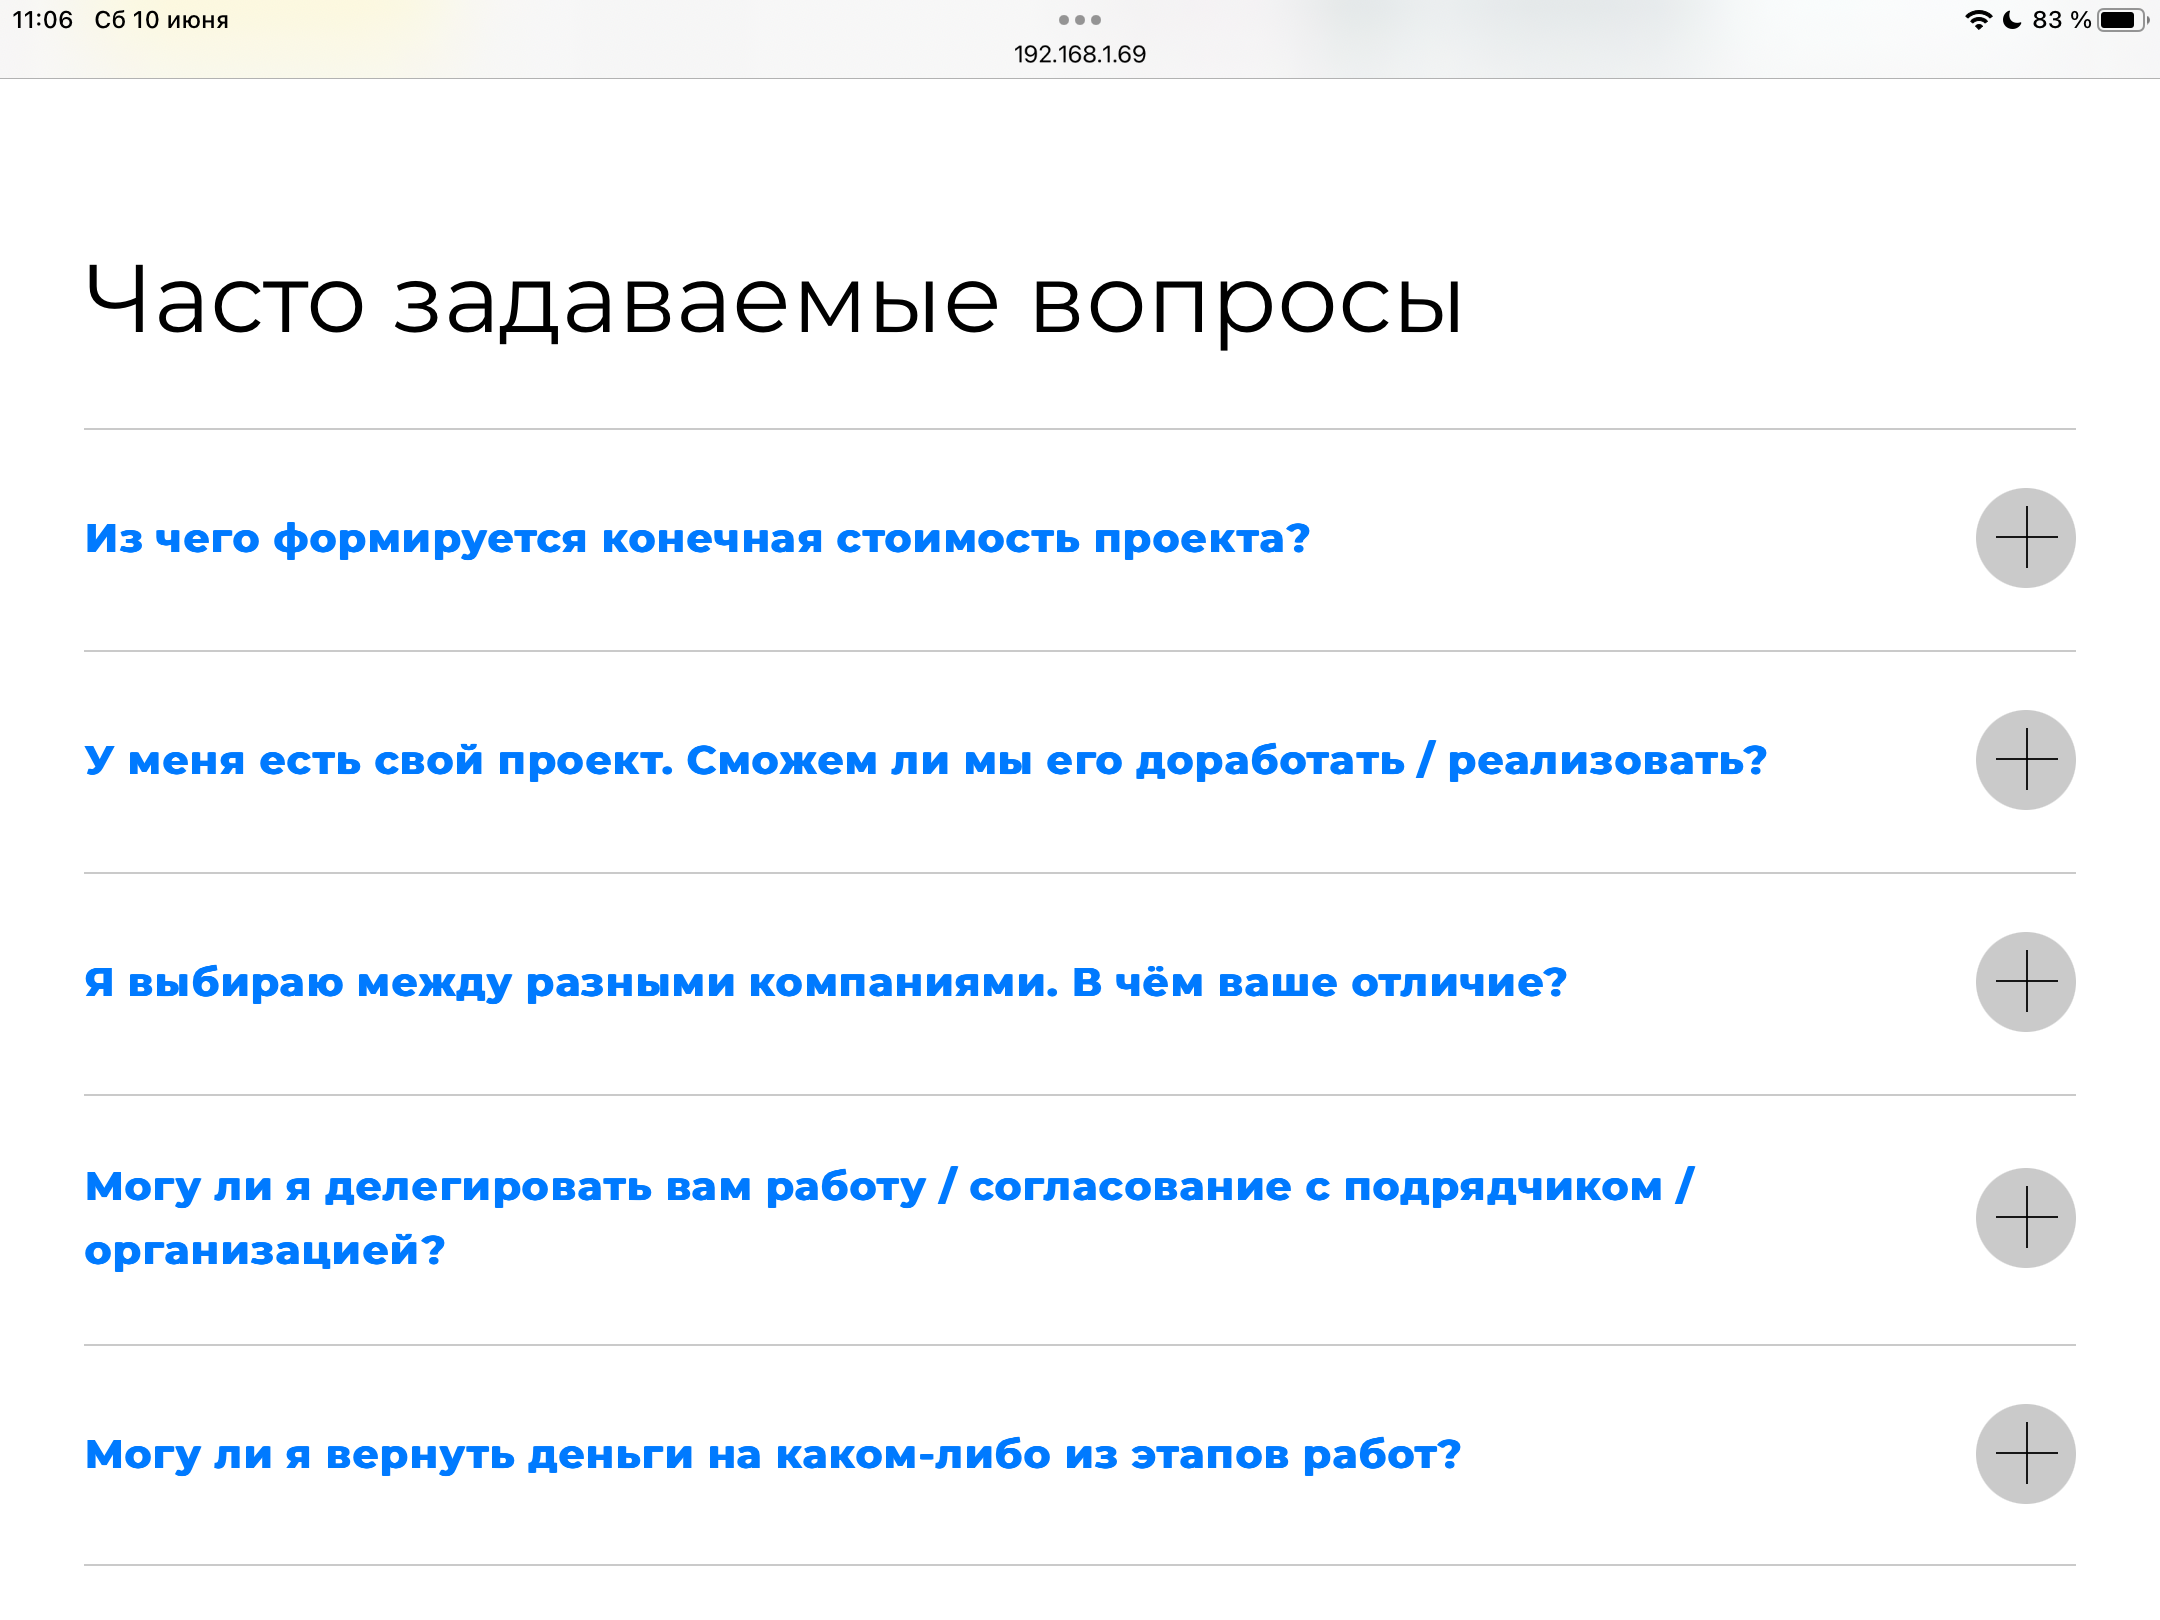 11:06 Сб 10 июня 83 %
192.168.1.69
Часто задаваемые вопросы
Из чего формируется конечная стоимость проекта?
У меня есть свой проект. Сможем ли мы его доработать / реализовать?
Я выбираю между разными компаниями. В чём ваше отличие?
Могу ли я делегировать вам работу / согласование с подрядчиком /
организацией?
Могу ли я вернуть деньги на каком-либо из этапов работ?